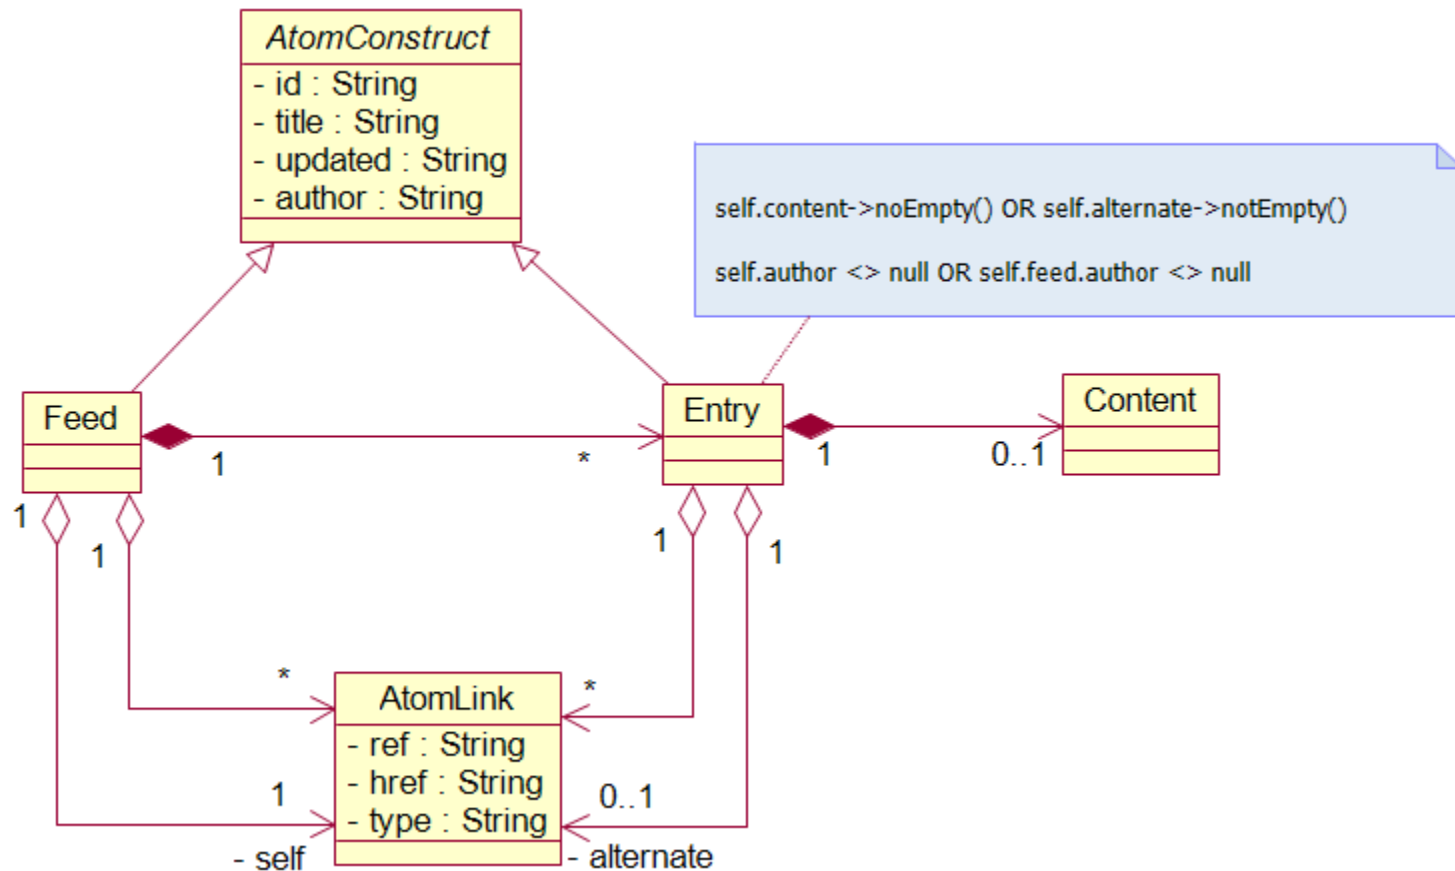 AtomConstruct
- id : String
- title : String
- updated : String
- author : String
self.content->noEmpty() OR self.alternate->notEmpty()
self.author <> null OR self.feed.author <> null
Feed
Entry
Content
1
*
1
0..1
1
1
1
1
*
*
AtomLink
- ref : String
- href : String
- type : String
1
0..1
- self
- alternate